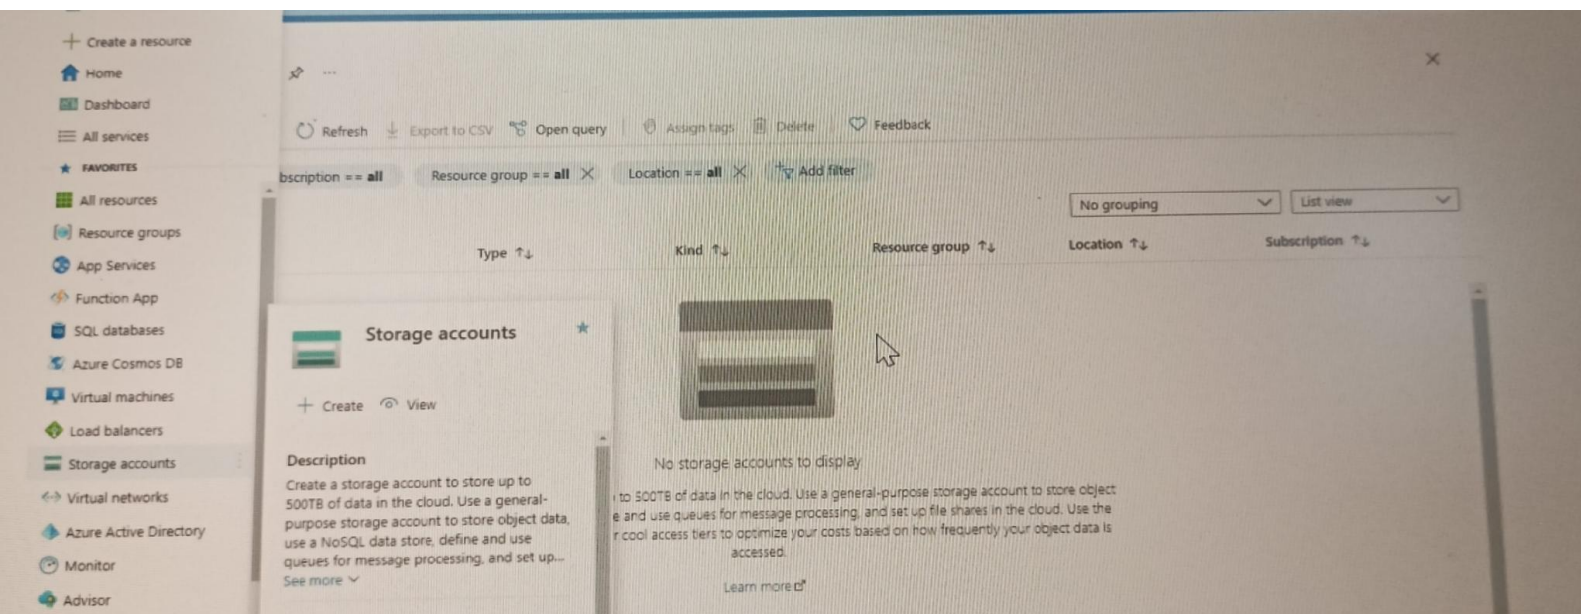 Create a resource
Home
Dashboard
All services
FAVORITES
All resources
Resource groups
App Services
Function App
SQL databases
Azure Cosmos DB
Virtual machines
Load balancers
Storage accounts
Virtual networks
Azure Active Directory
Monitor
Advisor
Refresh Export to CSV Open query Assign tags Delete Feedback
bscription == all Resource group == all Location == all Add filter
No grouping List view
Type Kind Resource group Location Subscription
Storage accounts
Create View
Description
Create a storage account to store up to
500TB of data in the cloud. Use a general-
purpose storage account to store object data,
use a NoSQL data store, define and use
queues for message processing, and set up...
See more
No storage accounts to display
to 500TB of data in the cloud. Use a general-purpose storage account to store object
e and use queues for message processing, and set up file shares in the cloud. Use the
r cool access tiers to optimize your costs based on how frequently your object data is
accessed.
Learn more